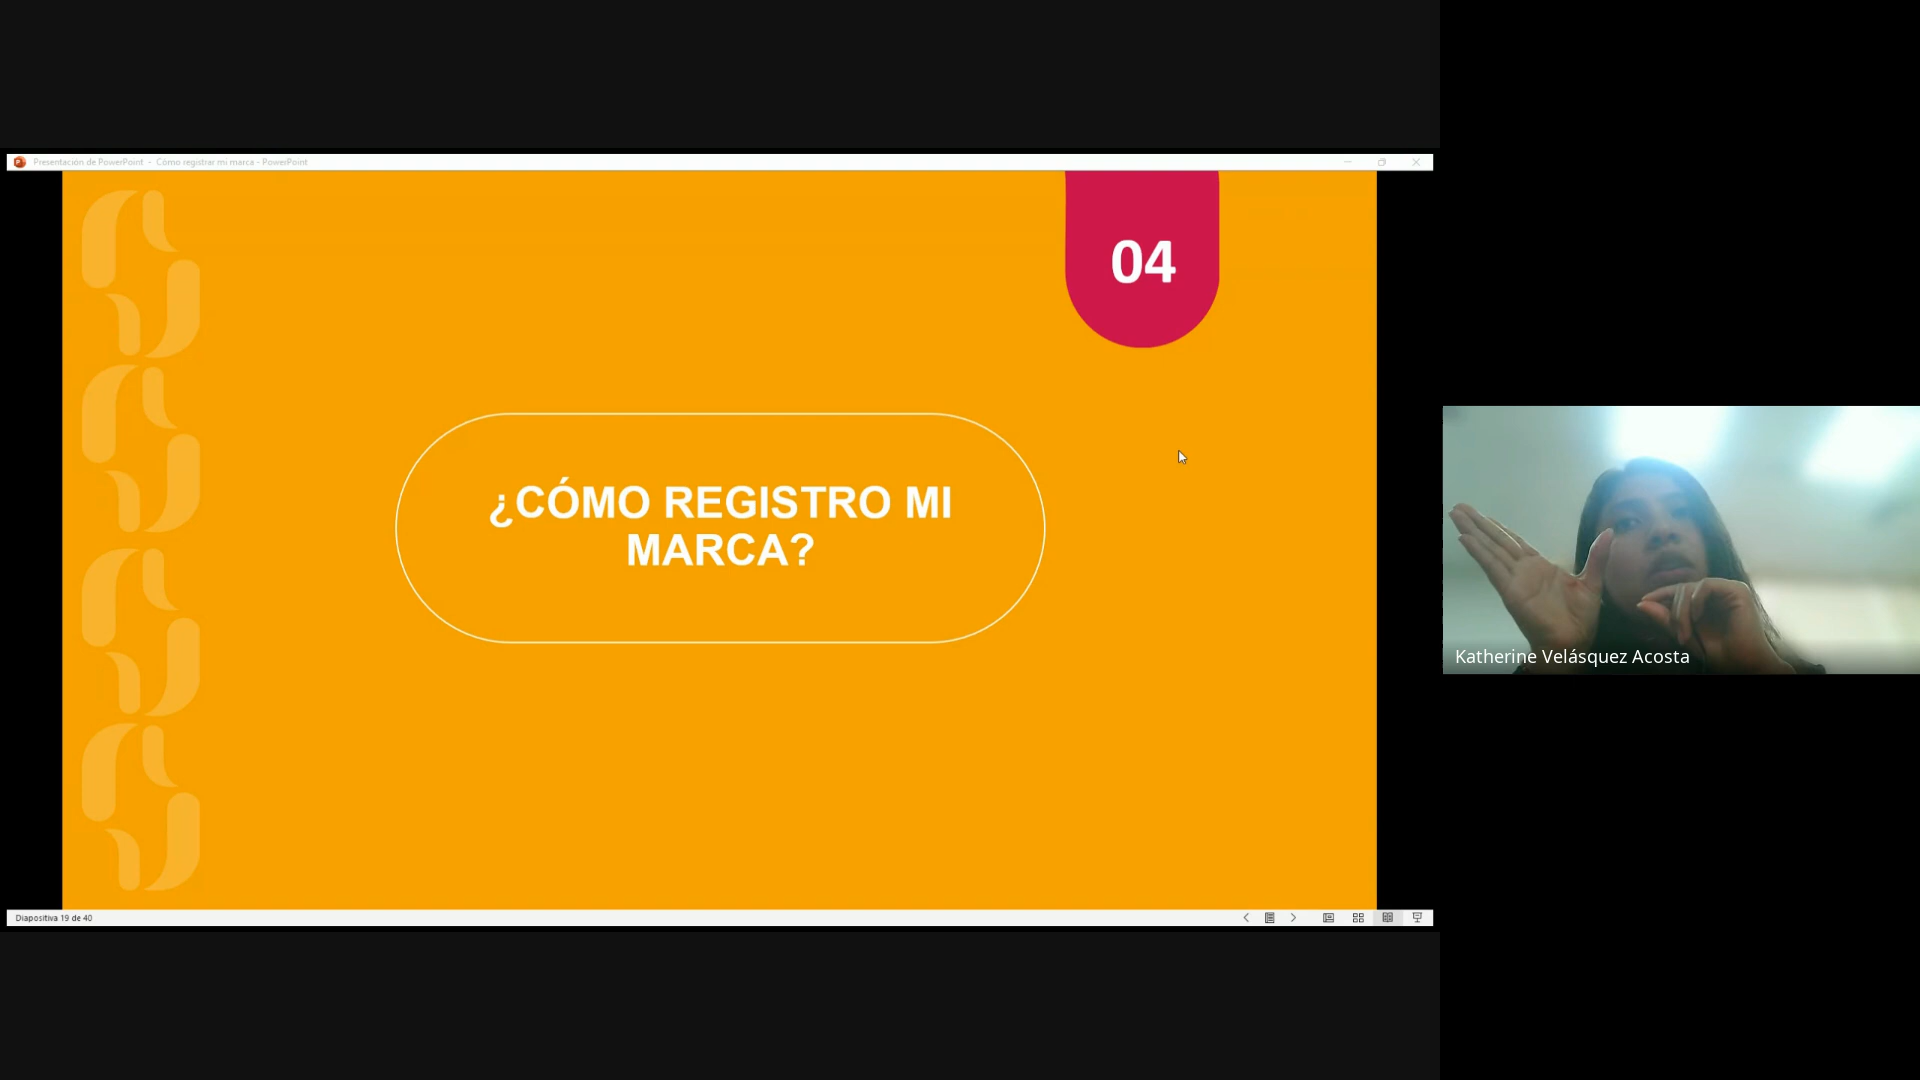 Presentación de PowerPoint - Cómo registrar mi marca - PowerPoint
04
¿CÓMO REGISTRO MI
MARCA?
Katherine Velásquez Acosta
Diapositiva 19 de 40